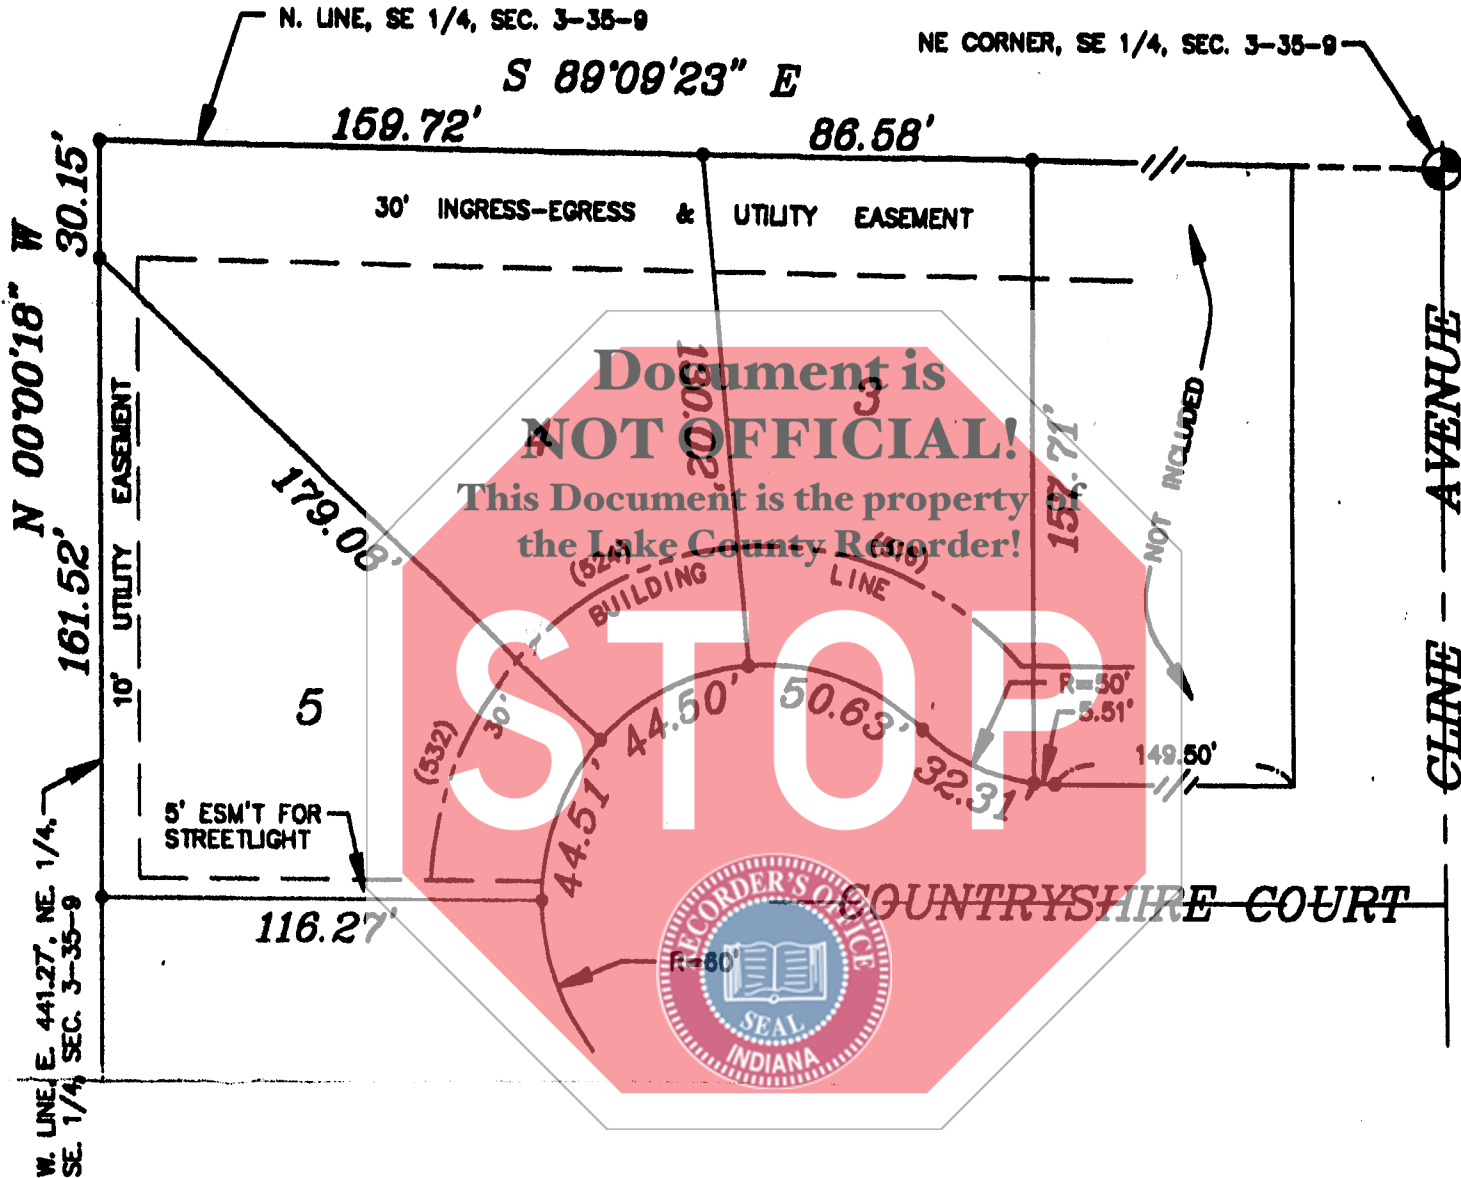 N. LINE, SE 1/4, SEC. 3-35-9
NE CORNER, SE 1/4, SEC. 3-35-9
S 89°09'23" E
159.72'
86.58'
30.15'
N 00°00'18" W
30' INGRESS-EGRESS & UTILITY EASEMENT
Document is
NOT OFFICIAL!
This Document is the property of
the Lake County Recorder!
STOP
3
4
130.02'
157.71'
NOT INCLUDED
CLINE AVENUE
10' UTILITY EASEMENT
179.08'
161.52'
(524)
(516)
BUILDING LINE
5
(532)
30'
44.50'
50.63'
R=50'
5.51'
149.50'
32.31'
44.51'
5' ESM'T FOR
STREETLIGHT
116.27'
COUNTRYSHIRE COURT
R=60'
RECORDER'S OFFICE
SEAL
INDIANA
W. LINE, E. 441.27', NE. 1/4,
SE. 1/4, SEC. 3-35-9